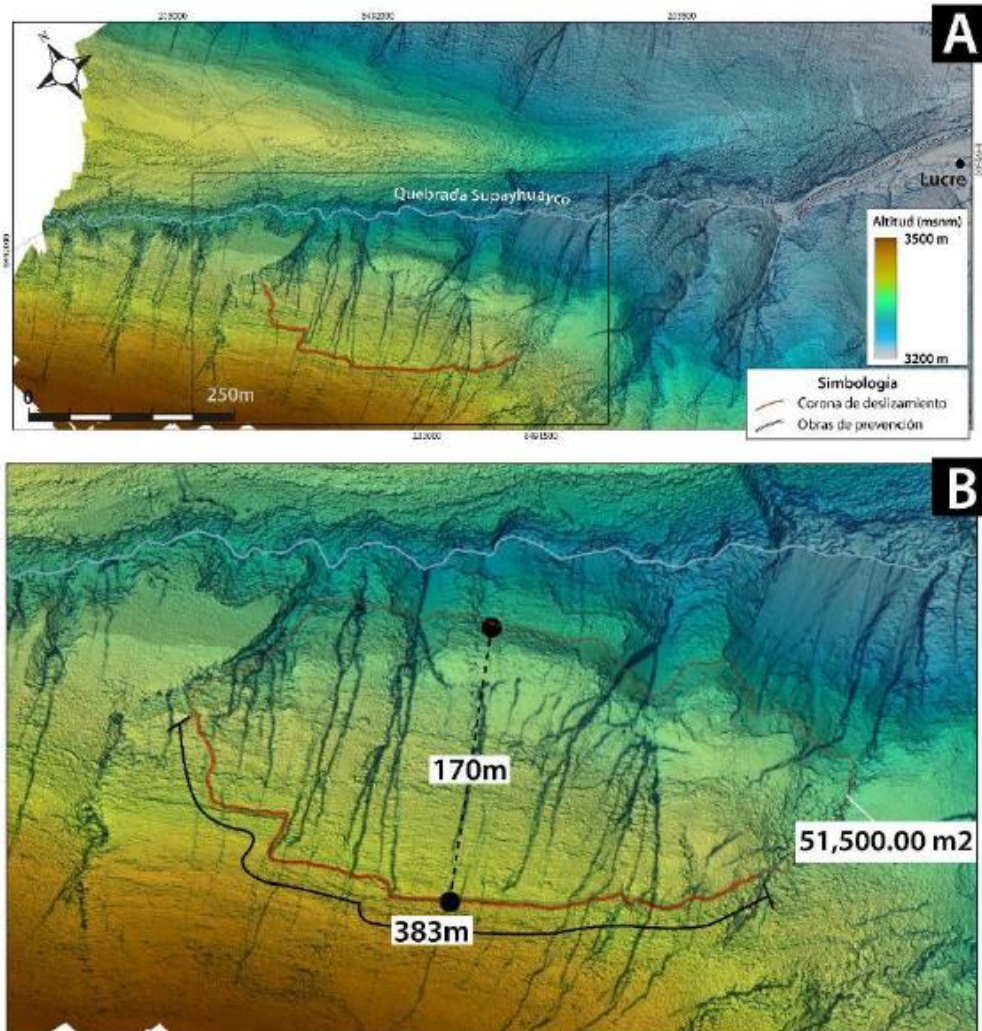 A
N
Lucre
Quebrada Supayhuayco
Altitud (msnm)
3500 m
3200 m
0
250m
Simbología
Corona de deslizamiento
Obras de prevención
B
170m
383m
51,500.00 m2